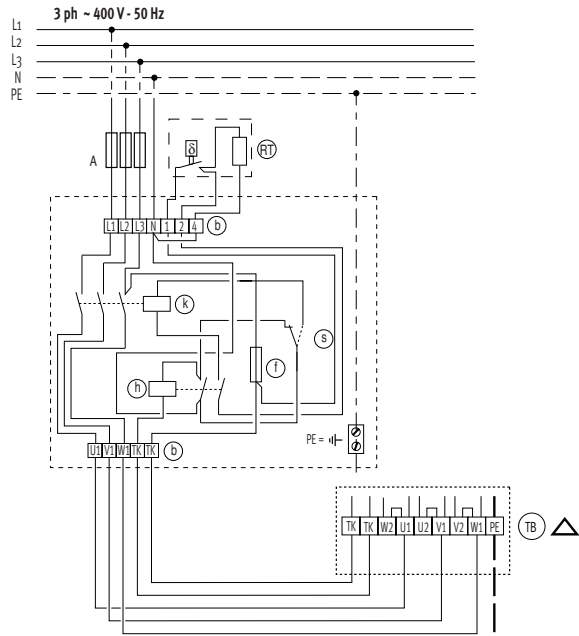 3 ph ~ 400 V - 50 Hz
L1
L2
L3
N
PE
A
δ
RT
L1 L2 L3 N 1 2 4
b
k
s
f
h
PE =
U1 V1 W1 TK TK
b
TK TK W2 U1 U2 V1 V2 W1 PE
TB